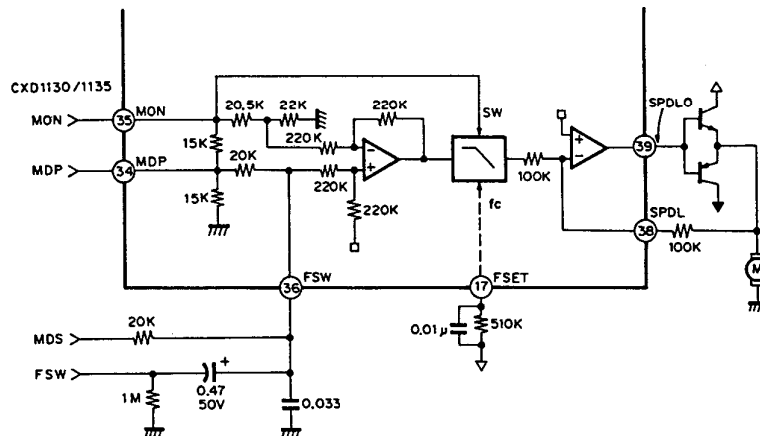 CXD1130/1135
MON
35
MON
20.5K
22K
220K
SW
39
SPDLO
15K
220K
MDP
34
MDP
20K
220K
100K
15K
220K
fc
38
SPDL
100K
M
36
FSW
17
FSET
MDS
20K
0.01µ
510K
FSW
+
1M
0.47
50V
0.033